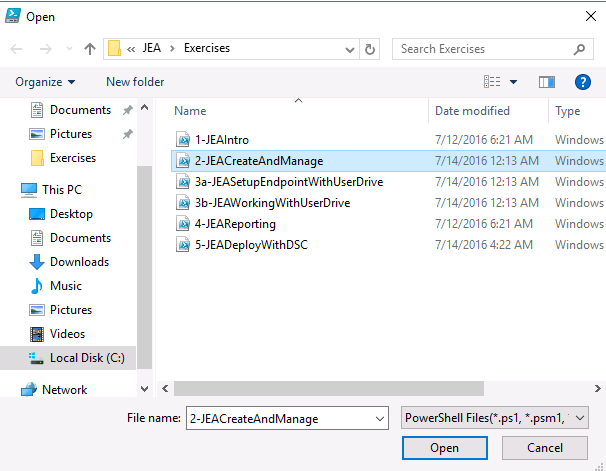 Open
« JEA > Exercises
Search Exercises
Organize
New folder
?
Name
Date modified
Type
Documents
Pictures
Exercises
This PC
Desktop
Documents
Downloads
Music
Pictures
Videos
Local Disk (C:)
Network
1-JEAIntro 7/12/2016 6:21 AM Windows
2-JEACreateAndManage 7/14/2016 12:13 AM Windows
3a-JEASetupEndpointWithUserDrive 7/14/2016 12:13 AM Windows
3b-JEAWorkingWithUserDrive 7/14/2016 12:13 AM Windows
4-JEAReporting 7/12/2016 6:21 AM Windows
5-JEADeployWithDSC 7/14/2016 4:22 AM Windows
File name: 2-JEACreateAndManage
PowerShell Files(*.ps1, *.psm1,
Open
Cancel